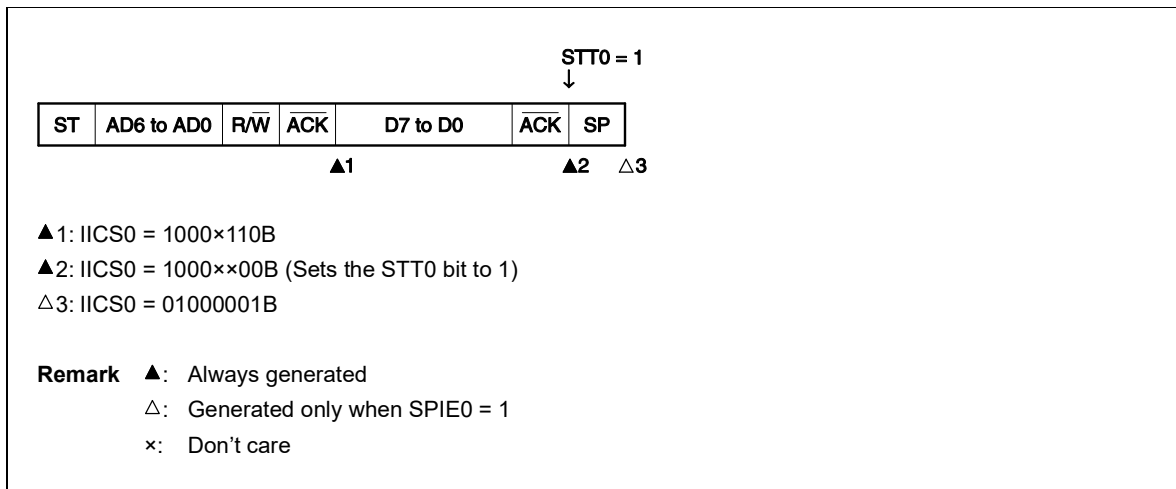 STT0 = 1
↓
ST AD6 to AD0 R/W̅ A̅C̅K̅ D7 to D0 A̅C̅K̅ SP
▲1 ▲2 △3
▲1: IICS0 = 1000×110B
▲2: IICS0 = 1000××00B (Sets the STT0 bit to 1)
△3: IICS0 = 01000001B
Remark ▲: Always generated
△: Generated only when SPIE0 = 1
×: Don’t care